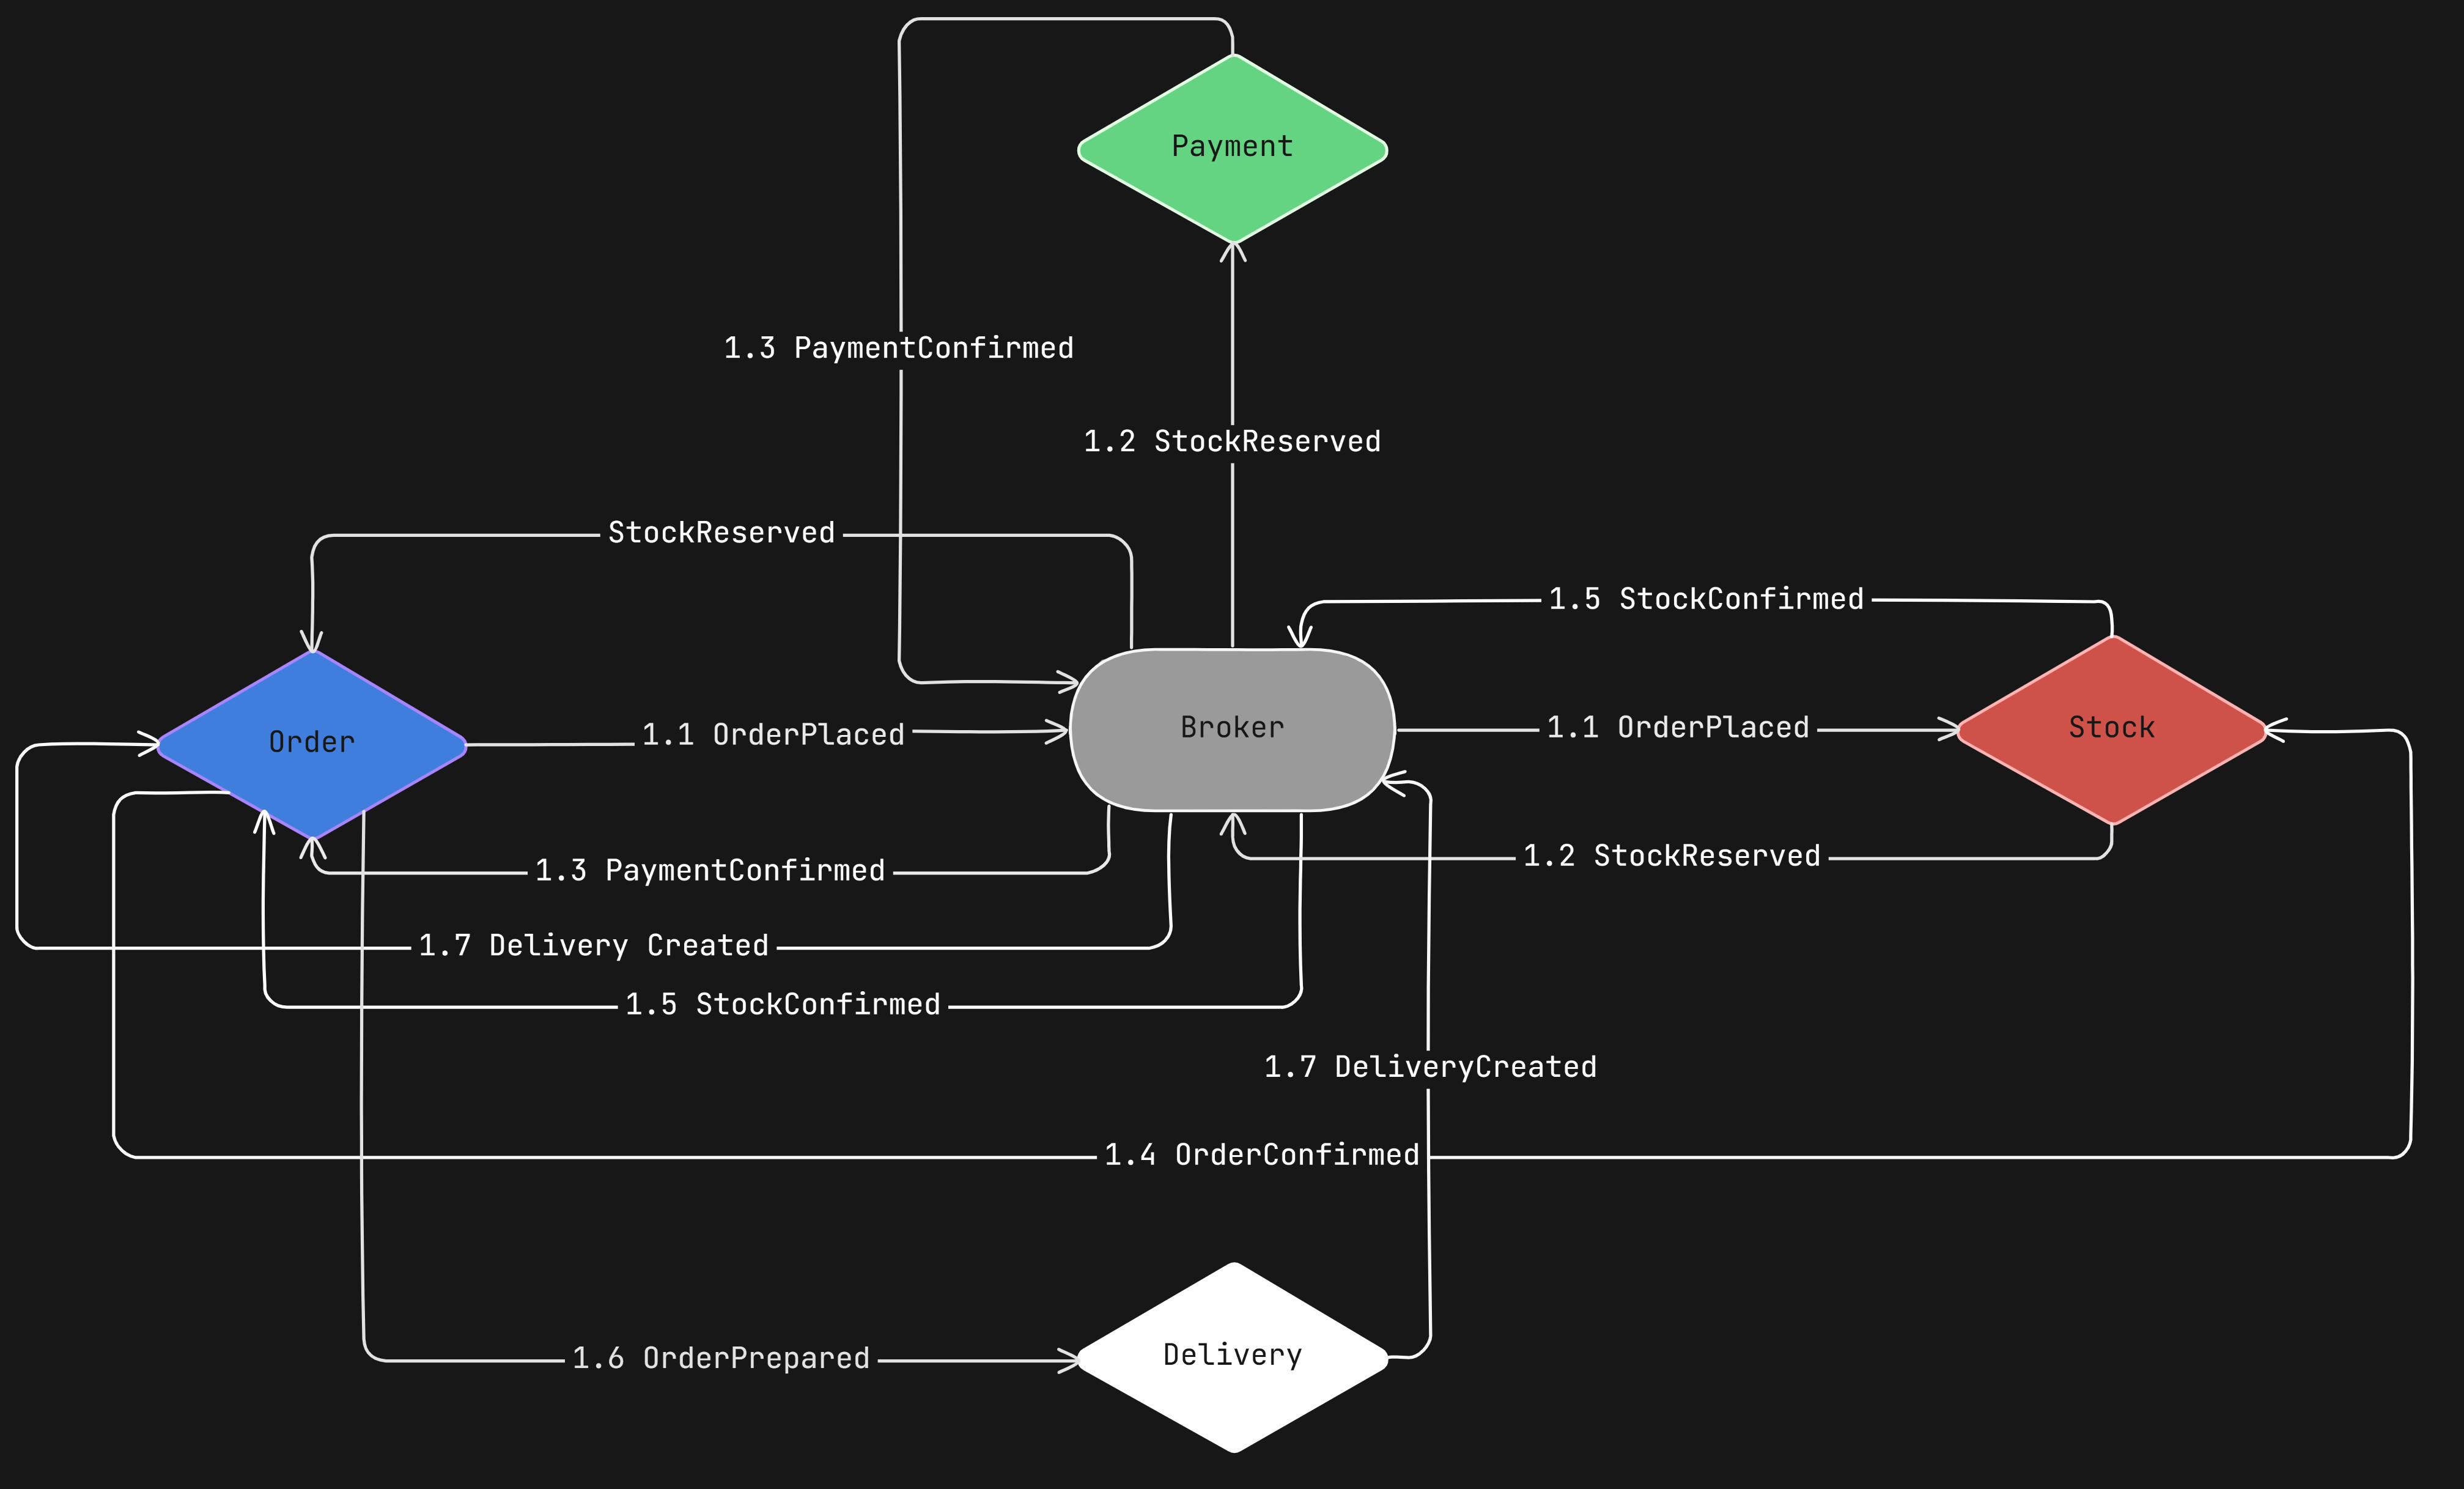 Payment
1.3 PaymentConfirmed
1.2 StockReserved
StockReserved
1.5 StockConfirmed
Order
1.1 OrderPlaced
Broker
1.1 OrderPlaced
Stock
1.3 PaymentConfirmed
1.2 StockReserved
1.7 Delivery Created
1.5 StockConfirmed
1.7 DeliveryCreated
1.4 OrderConfirmed
1.6 OrderPrepared
Delivery